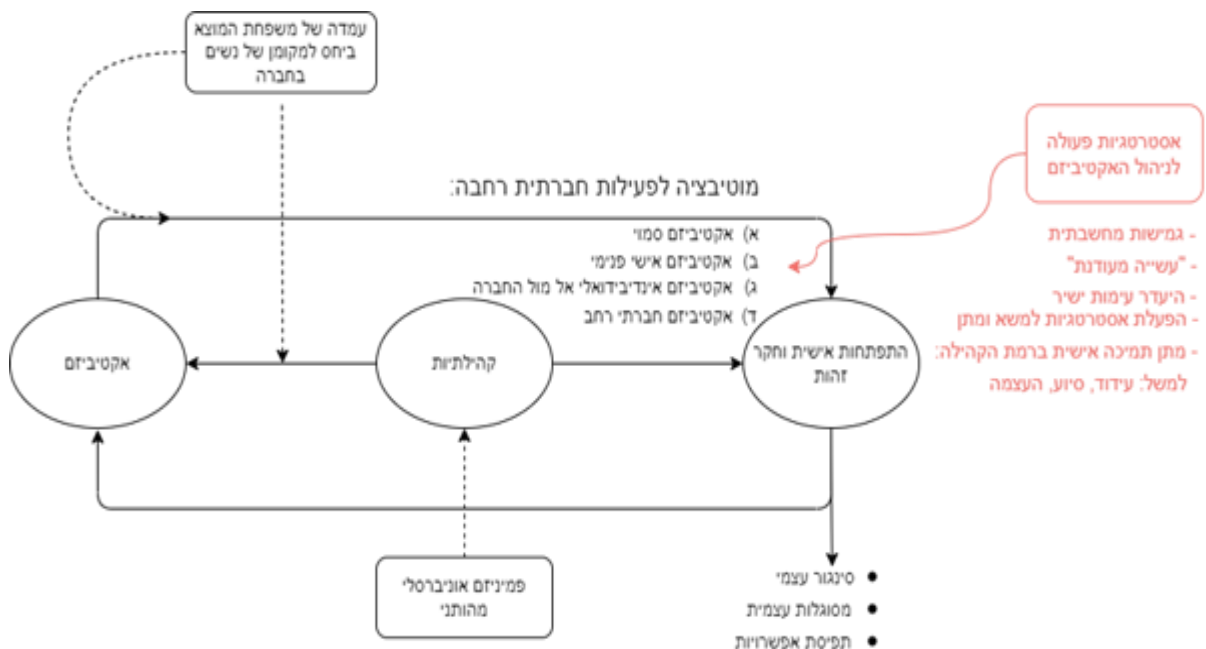 עמדה של משפחת המוצא
ביחס למקומן של נשים
בחברה
אסטרטגיות פעולה
לניהול האקטיביזם
- גמישות מחשבתית
- "עשייה מעודנת"
- היעדר עימות ישיר
- הפעלת אסטרטגיות למשא ומתן
- מתן תמיכה אישית ברמת הקהילה:
למשל: עידוד, סיוע, העצמה
מוטיבציה לפעילות חברתית רחבה:
א) אקטיביזם סמוי
ב) אקטיביזם אישי פנימי
ג) אקטיביזם אינדיבידואלי אל מול החברה
ד) אקטיביזם חברתי רחב
התפתחות אישית וחקר
זהות
קהילתיות
אקטיביזם
פמיניזם אוניברסלי
מהותני
● סינגור עצמי
● מסוגלות עצמית
● תפיסת אפשרויות